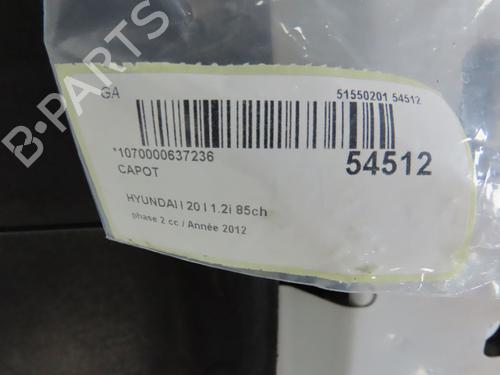 GA
51550201 54512
*1070000637236
54512
CAPOT
HYUNDAI I 20 I 1.2i 85ch
phase 2 cc / Année 2012
B-PARTS